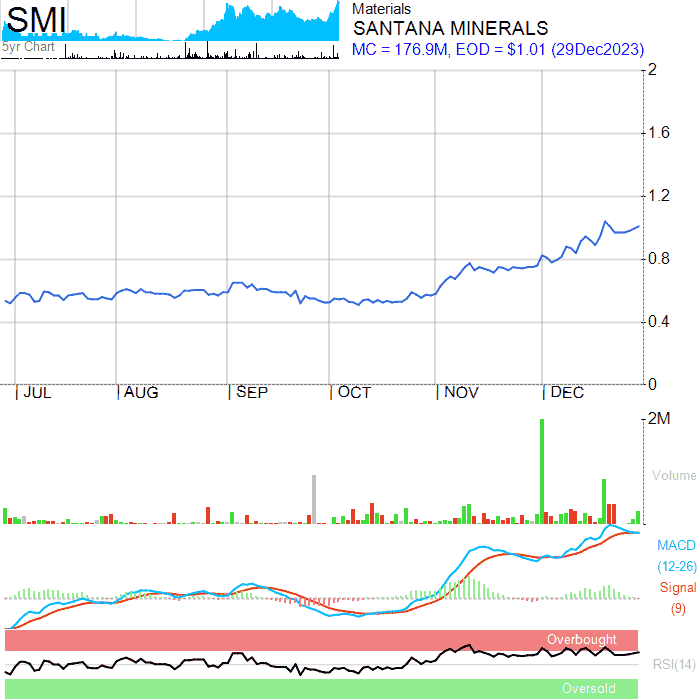 SMI
5yr Chart
Materials
SANTANA MINERALS
MC = 176.9M, EOD = $1.01 (29Dec2023)
2
1.6
1.2
0.8
0.4
0
JUL AUG SEP OCT NOV DEC
2M
Volume
MACD
(12-26)
Signal
(9)
Overbought
RSI(14)
Oversold